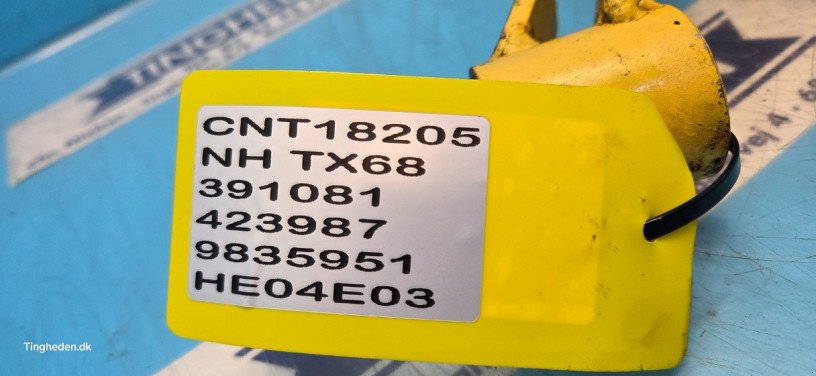 CNT18205
NH TX68
391081
423987
9835951
HE04E03
Tingheden.dk